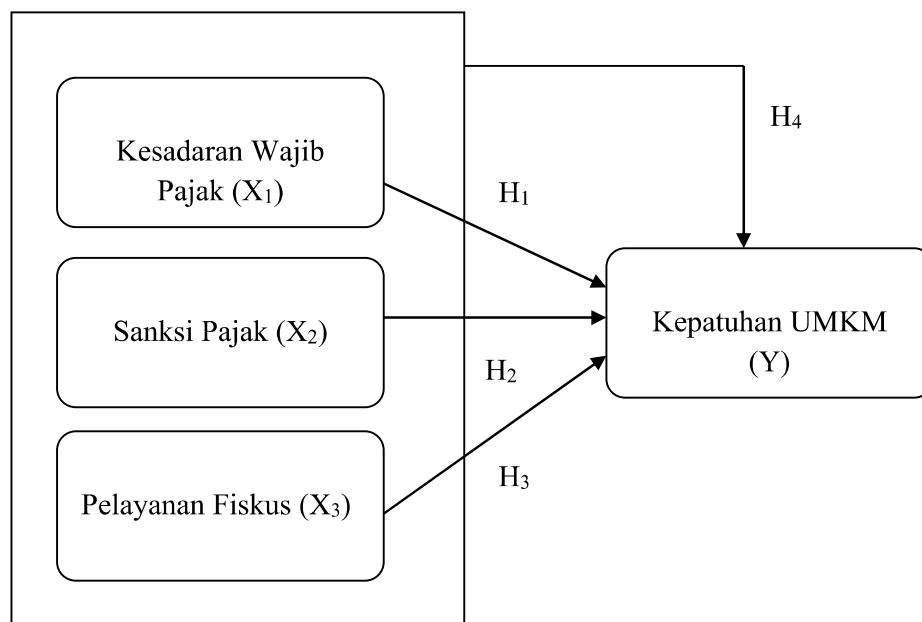 Kesadaran Wajib
Pajak (X₁)
Sanksi Pajak (X₂)
Pelayanan Fiskus (X₃)
H₁
H₂
H₃
H₄
Kepatuhan UMKM
(Y)